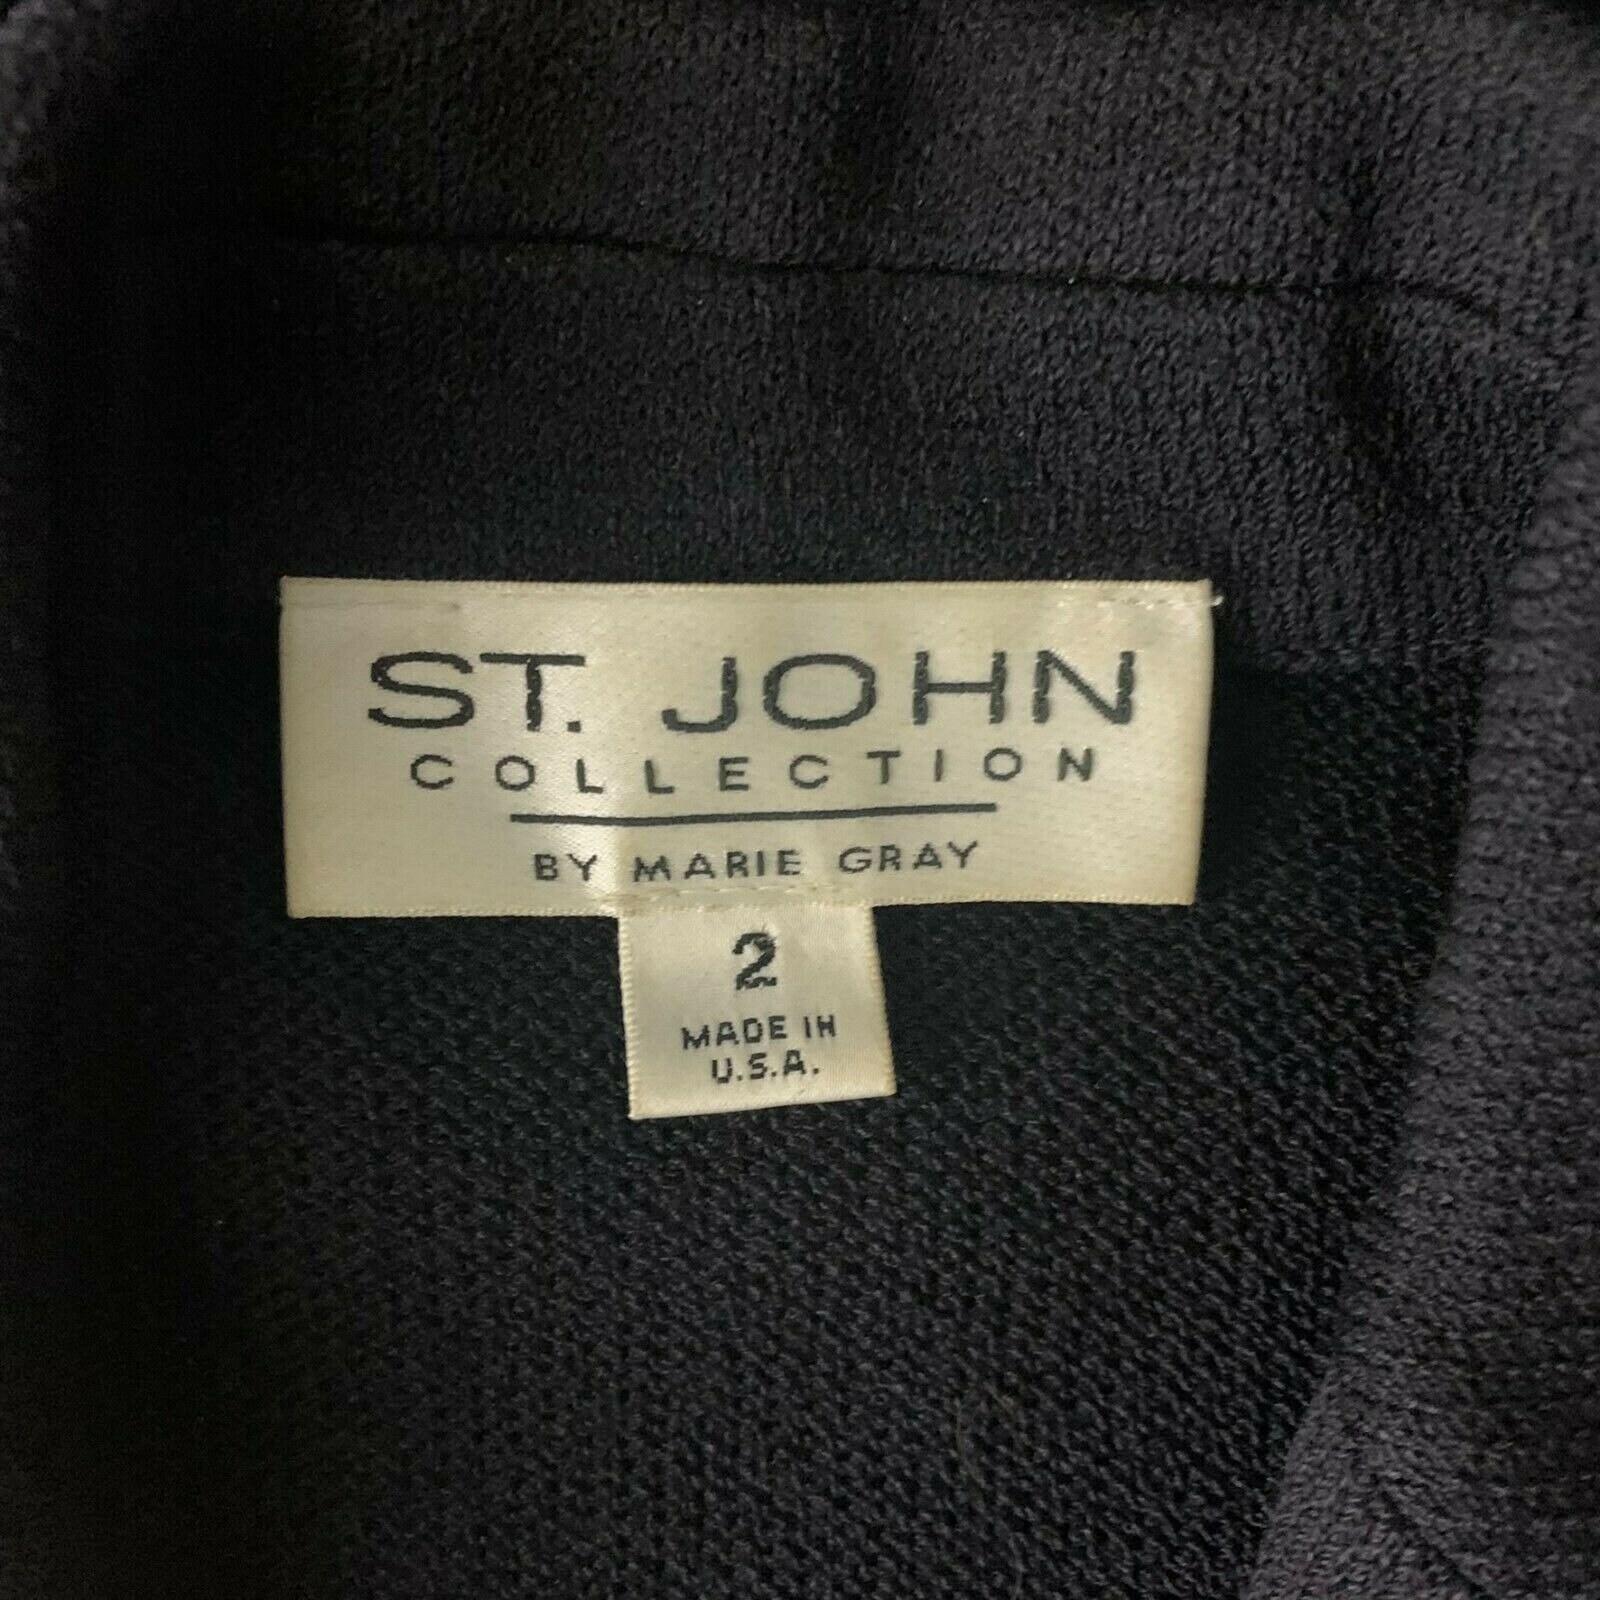 ST. JOHN
COLLECTION
BY MARIE GRAY
2
MADE IN
U.S.A.